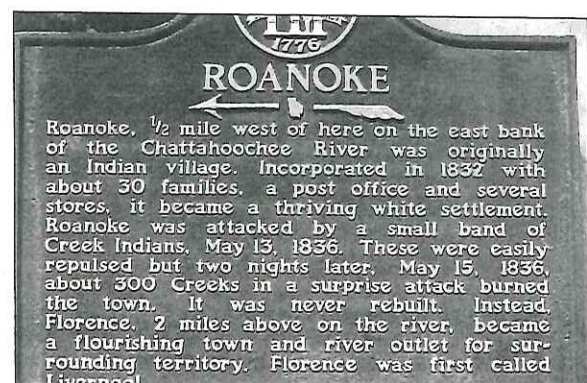 1776
ROANOKE
Roanoke, 1/2 mile west of here on the east bank
of the Chattahoochee River was originally
an Indian village. Incorporated in 1832 with
about 30 families, a post office and several
stores, it became a thriving white settlement.
Roanoke was attacked by a small band of
Creek Indians, May 13, 1836. These were easily
repulsed but two nights later, May 15, 1836,
about 300 Creeks in a surprise attack burned
the town. It was never rebuilt. Instead,
Florence, 2 miles above on the river, became
a flourishing town and river outlet for sur-
rounding territory. Florence was first called
Liverpool